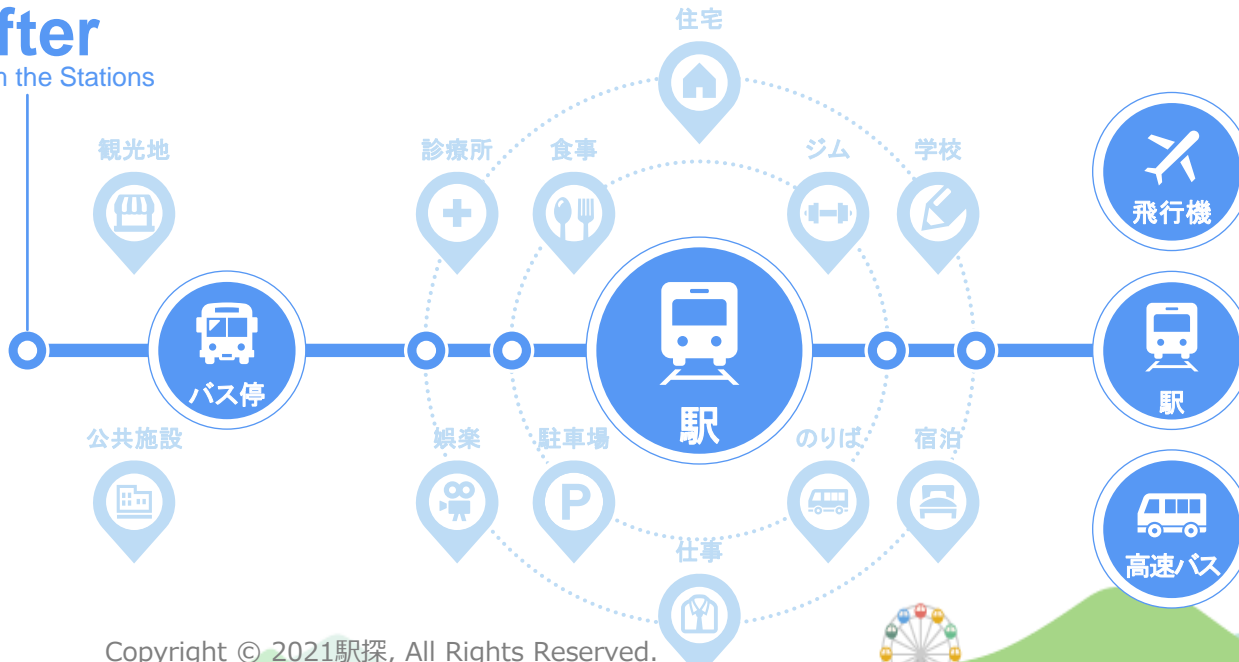 fter
n the Stations
住宅
観光地
診療所
食事
ジム
学校
飛行機
バス停
駅
駅
公共施設
娯楽
駐車場
のりば
宿泊
P
仕事
高速バス
Copyright © 2021駅探, All Rights Reserved.